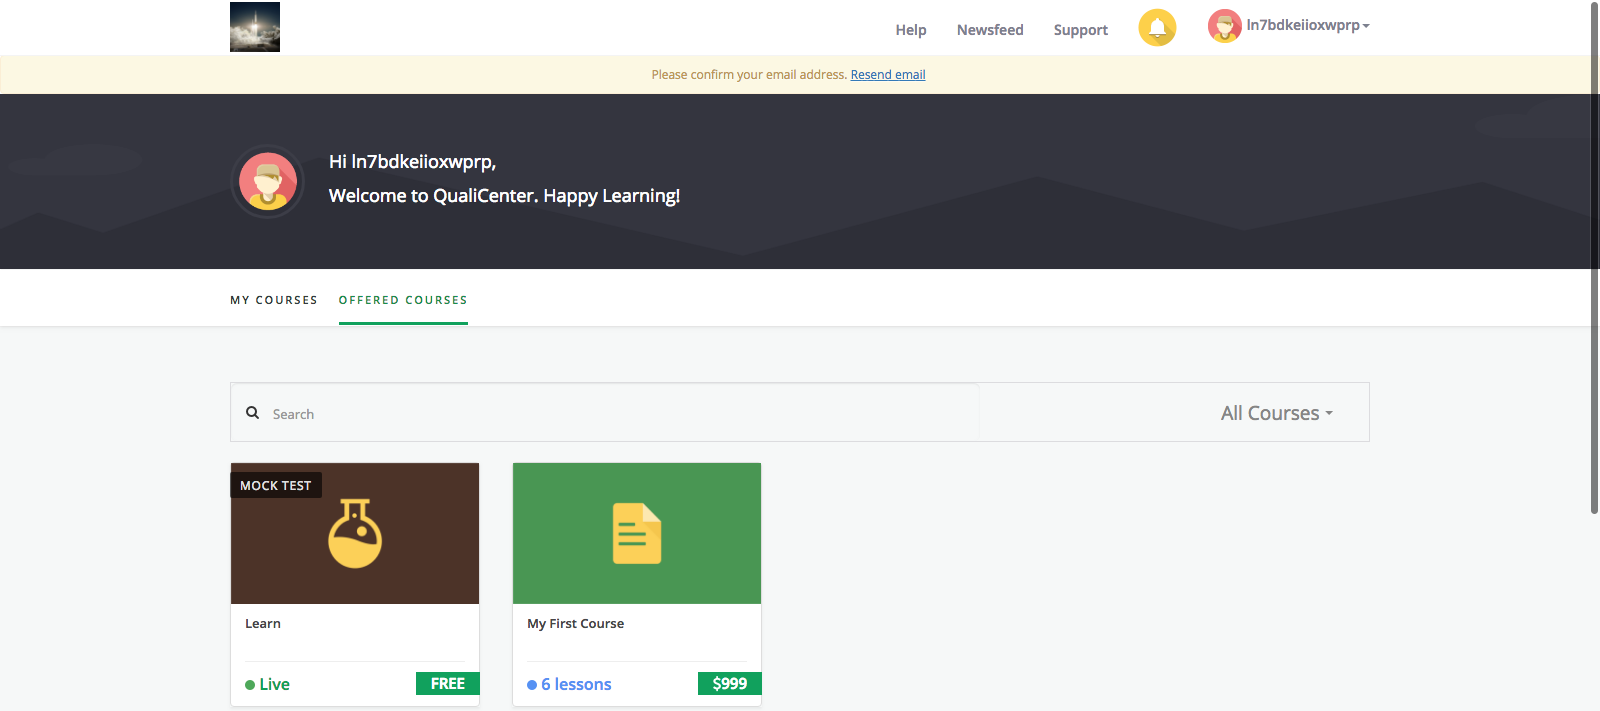 Help Newsfeed Support ln7bdkeiioxwprp
Please confirm your email address. Resend email
Hi ln7bdkeiioxwprp,
Welcome to QualiCenter. Happy Learning!
MY COURSES OFFERED COURSES
Search All Courses
MOCK TEST
Learn
Live FREE
My First Course
6 lessons $999